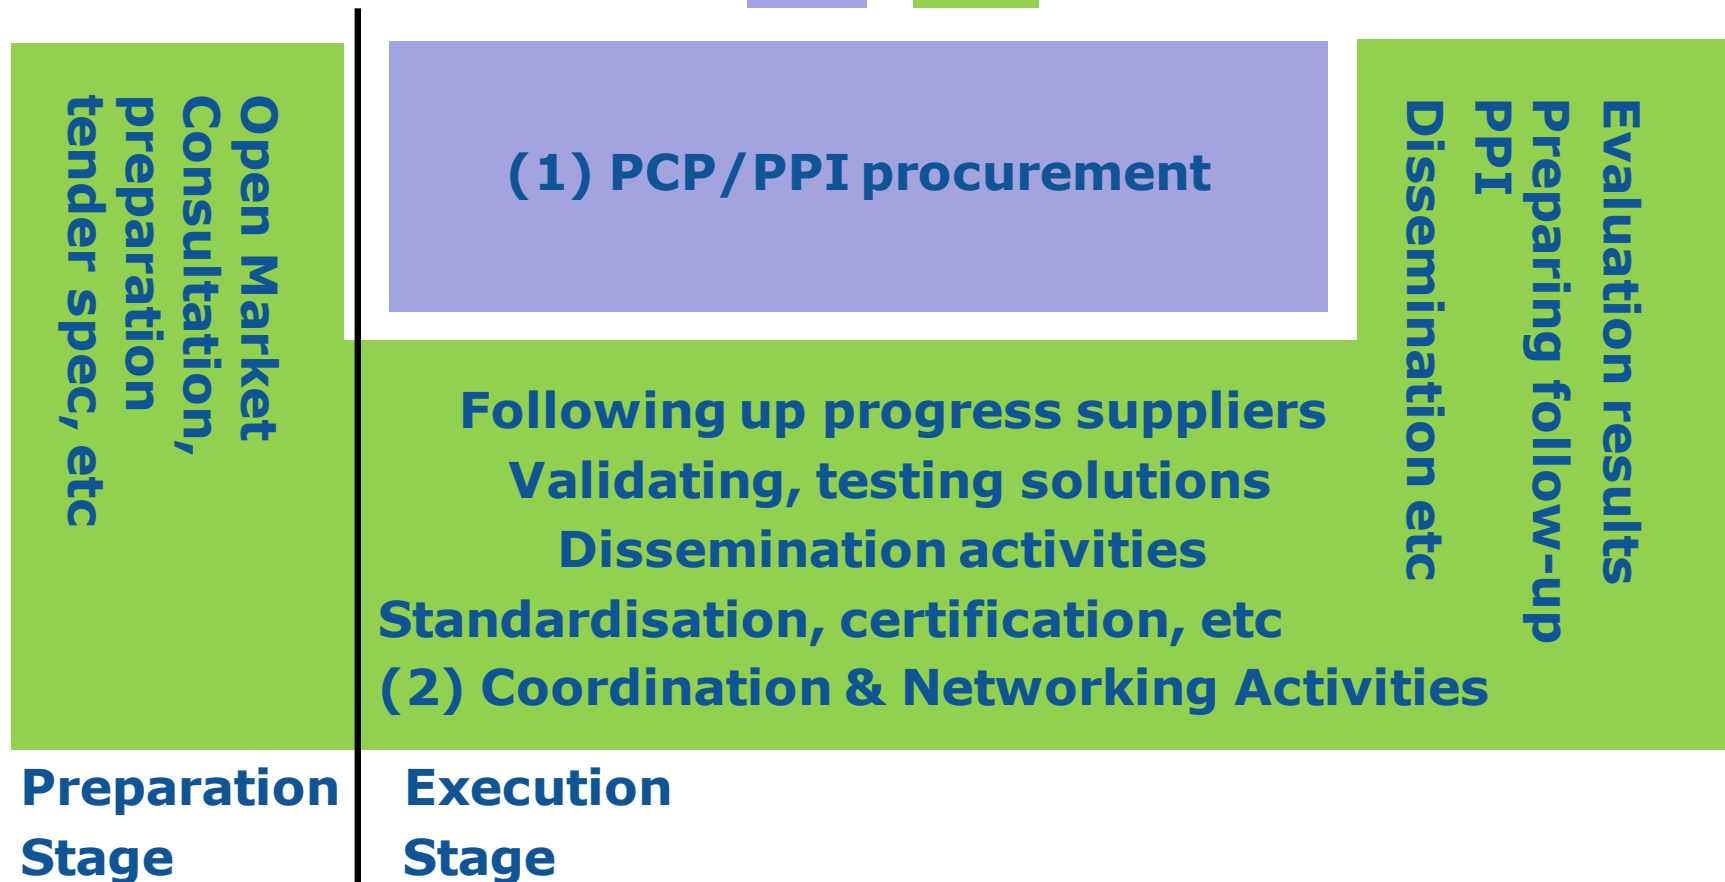 Open Market
Consultation,
preparation
tender spec, etc
(1) PCP/PPI procurement
Following up progress suppliers
Validating, testing solutions
Dissemination activities
Standardisation, certification, etc
(2) Coordination & Networking Activities
Evaluation results
Preparing follow-up
PPI
Dissemination etc
Preparation
Stage
Execution
Stage